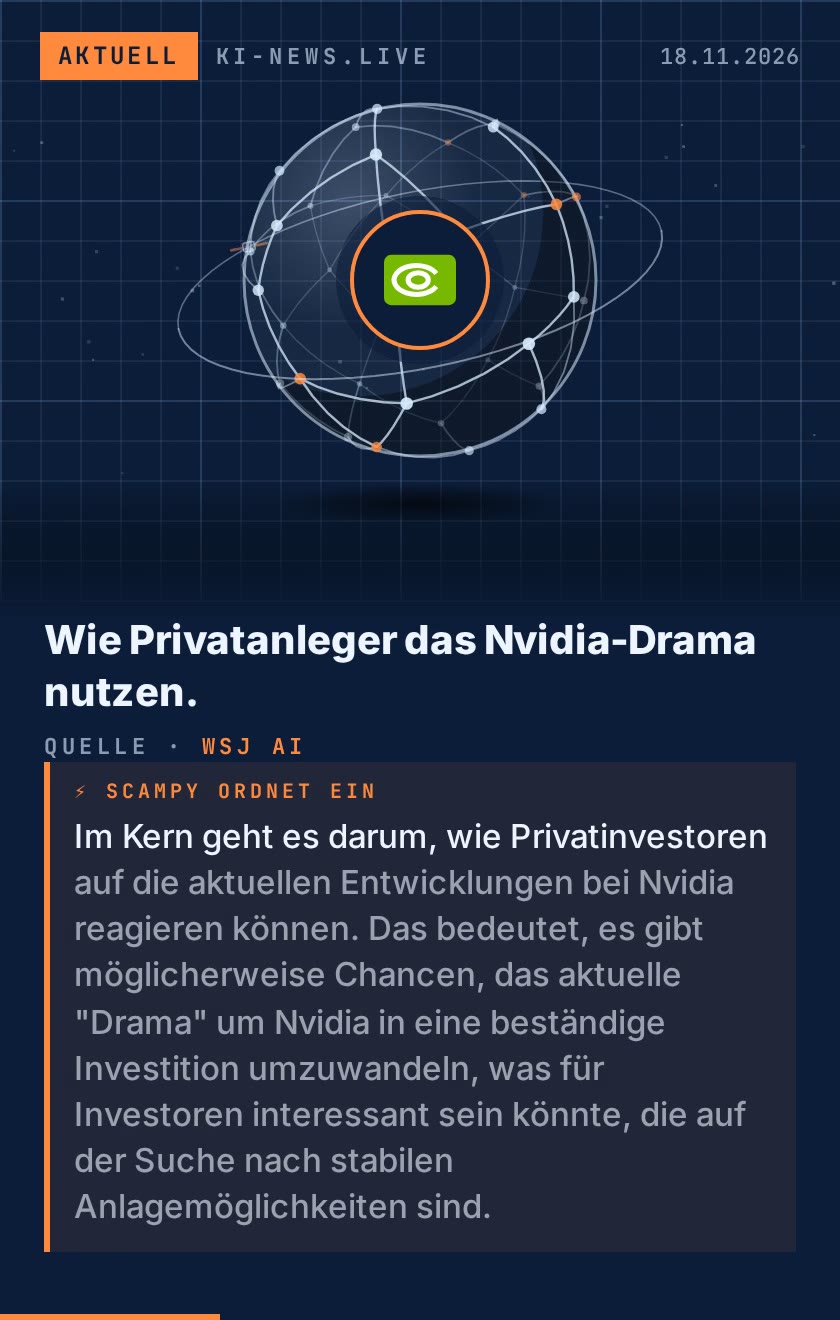 AKTUELL KI-NEWS.LIVE 18.11.2026
Wie Privatanleger das Nvidia-Drama
nutzen.
QUELLE · WSJ AI
⚡ SCAMPY ORDNET EIN
Im Kern geht es darum, wie Privatinvestoren
auf die aktuellen Entwicklungen bei Nvidia
reagieren können. Das bedeutet, es gibt
möglicherweise Chancen, das aktuelle
"Drama" um Nvidia in eine beständige
Investition umzuwandeln, was für
Investoren interessant sein könnte, die auf
der Suche nach stabilen
Anlagemöglichkeiten sind.